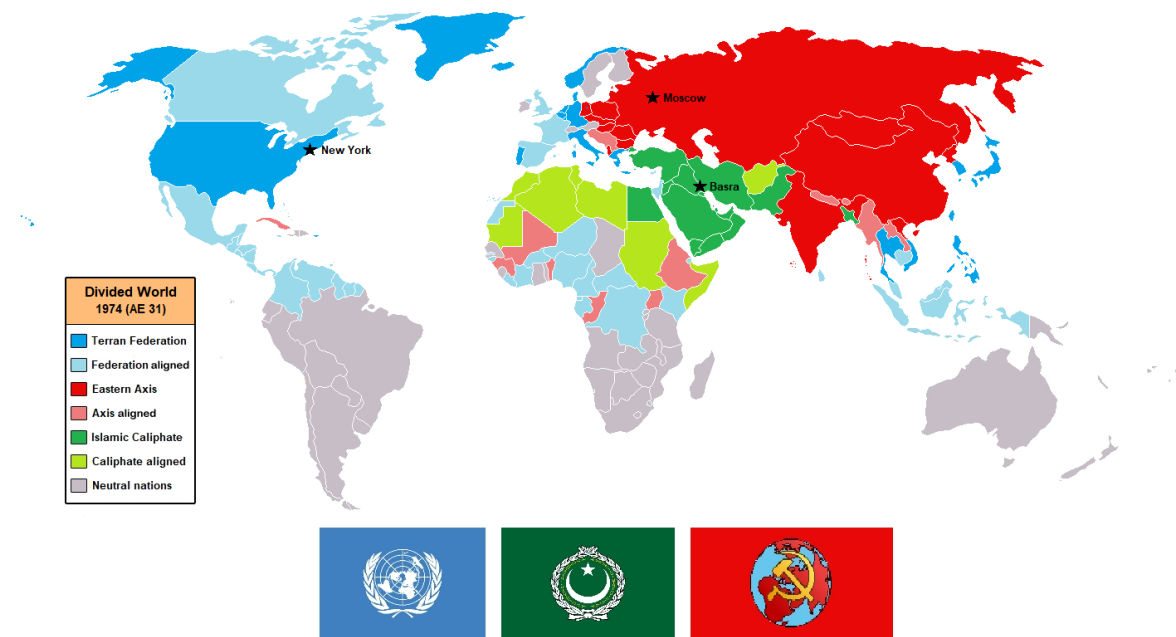 Moscow
New York
Basra
Divided World
1974 (AE 31)
Terran Federation
Federation aligned
Eastern Axis
Axis aligned
Islamic Caliphate
Caliphate aligned
Neutral nations